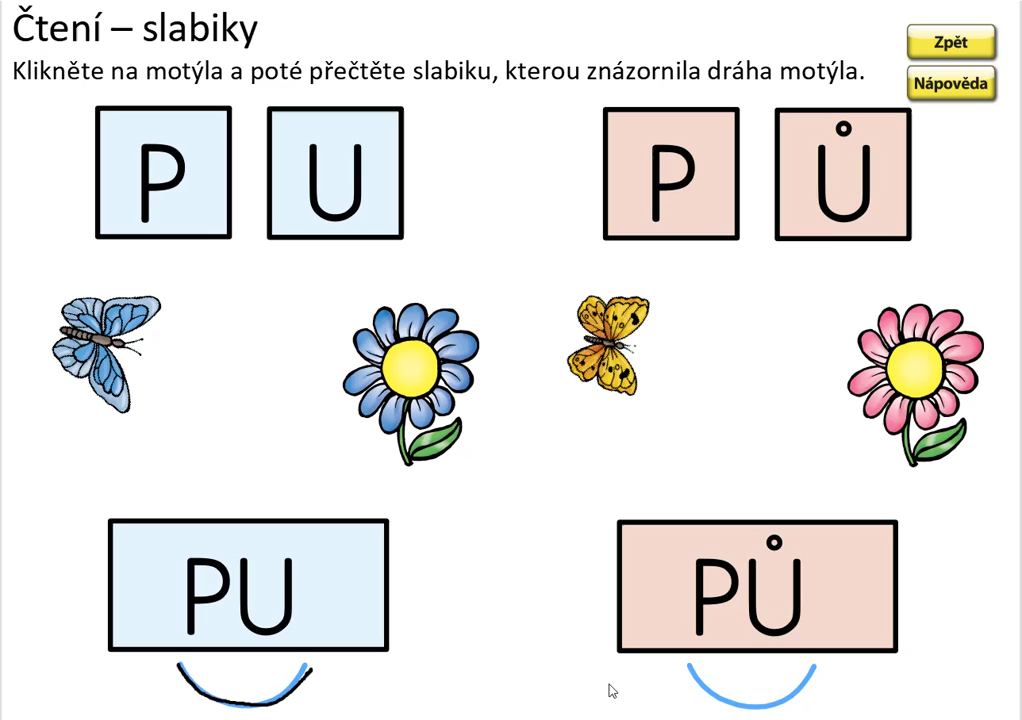 Čtení – slabiky
Zpět
Klikněte na motýla a poté přečtěte slabiku, kterou znázornila dráha motýla.
Nápověda
P U P Ů
PU PŮ